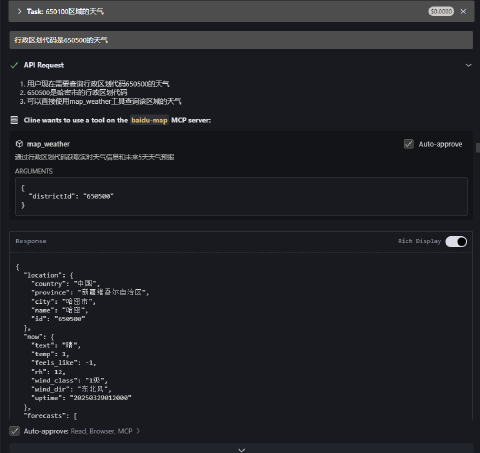 Task: 650100区域的天气
$0.0000
行政区划代码是650500的天气
API Request
1. 用户现在需要查询行政区划代码650500的天气
2. 650500是哈密市的行政区划代码
3. 可以直接使用map_weather工具查询该区域的天气
Cline wants to use a tool on the baidu-map MCP server:
map_weather
Auto-approve
通过行政区划代码获取实时天气信息和未来5天天气预报
ARGUMENTS
{
"districtId": "650500"
}
Response
Rich Display
{
"location": {
"country": "中国",
"province": "新疆维吾尔自治区",
"city": "哈密市",
"name": "哈密",
"id": "650500"
},
"now": {
"text": "晴",
"temp": 1,
"feels_like": -1,
"rh": 12,
"wind_class": "1级",
"wind_dir": "东北风",
"uptime": "20250329012000"
},
"forecasts": [
Auto-approve: Read, Browser, MCP